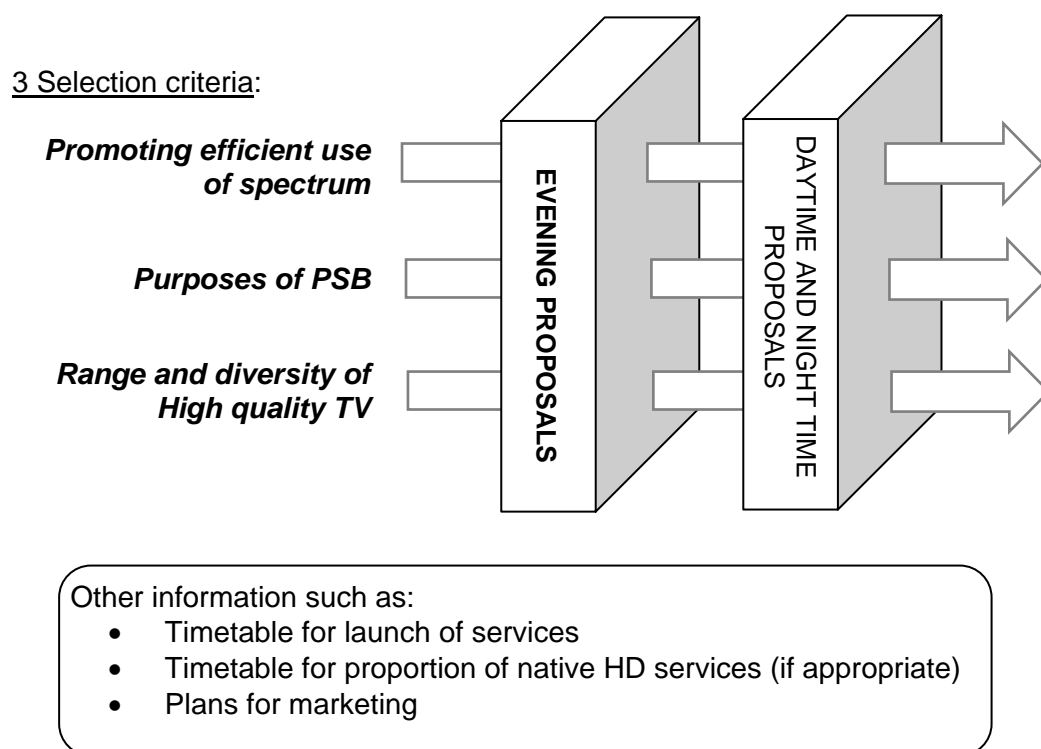 3 Selection criteria:
Promoting efficient use
of spectrum
Purposes of PSB
Range and diversity of
High quality TV
EVENING PROPOSALS
DAYTIME AND NIGHT TIME
PROPOSALS
Other information such as:
• Timetable for launch of services
• Timetable for proportion of native HD services (if appropriate)
• Plans for marketing